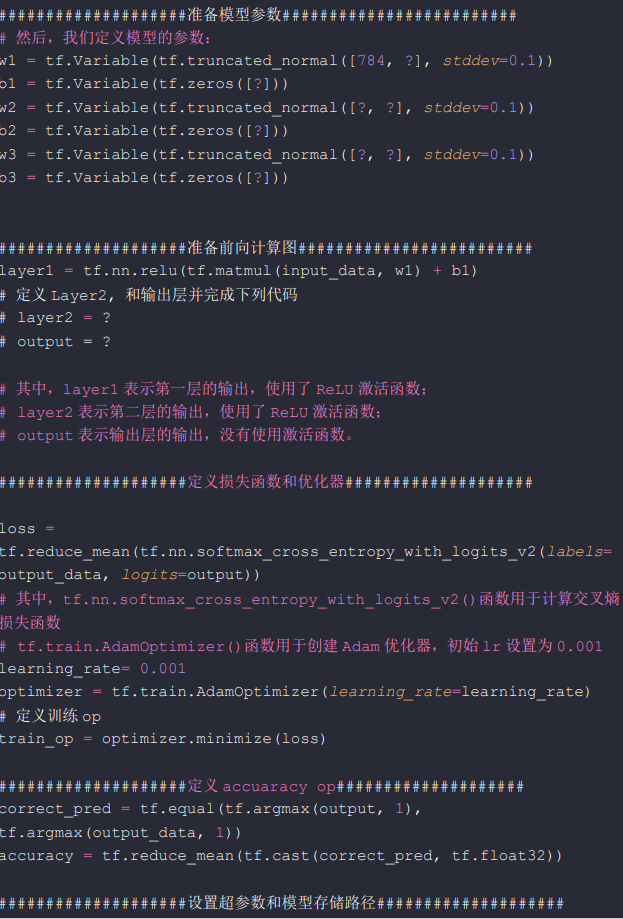 ####################准备模型参数#########################
# 然后，我们定义模型的参数：
w1 = tf.Variable(tf.truncated_normal([784, ?], stddev=0.1))
b1 = tf.Variable(tf.zeros([?]))
w2 = tf.Variable(tf.truncated_normal([?, ?], stddev=0.1))
b2 = tf.Variable(tf.zeros([?]))
w3 = tf.Variable(tf.truncated_normal([?, ?], stddev=0.1))
b3 = tf.Variable(tf.zeros([?]))
####################准备前向计算图#########################
layer1 = tf.nn.relu(tf.matmul(input_data, w1) + b1)
# 定义 Layer2, 和输出层并完成下列代码
# layer2 = ?
# output = ?
# 其中，layer1 表示第一层的输出，使用了 ReLU 激活函数；
# layer2 表示第二层的输出，使用了 ReLU 激活函数；
# output 表示输出层的输出，没有使用激活函数。
####################定义损失函数和优化器####################
loss =
tf.reduce_mean(tf.nn.softmax_cross_entropy_with_logits_v2(labels=
output_data, logits=output))
# 其中，tf.nn.softmax_cross_entropy_with_logits_v2()函数用于计算交叉熵
损失函数
# tf.train.AdamOptimizer()函数用于创建 Adam 优化器，初始 lr 设置为 0.001
learning_rate= 0.001
optimizer = tf.train.AdamOptimizer(learning_rate=learning_rate)
# 定义训练 op
train_op = optimizer.minimize(loss)
####################定义 accuaracy op####################
correct_pred = tf.equal(tf.argmax(output, 1),
tf.argmax(output_data, 1))
accuracy = tf.reduce_mean(tf.cast(correct_pred, tf.float32))
####################设置超参数和模型存储路径####################